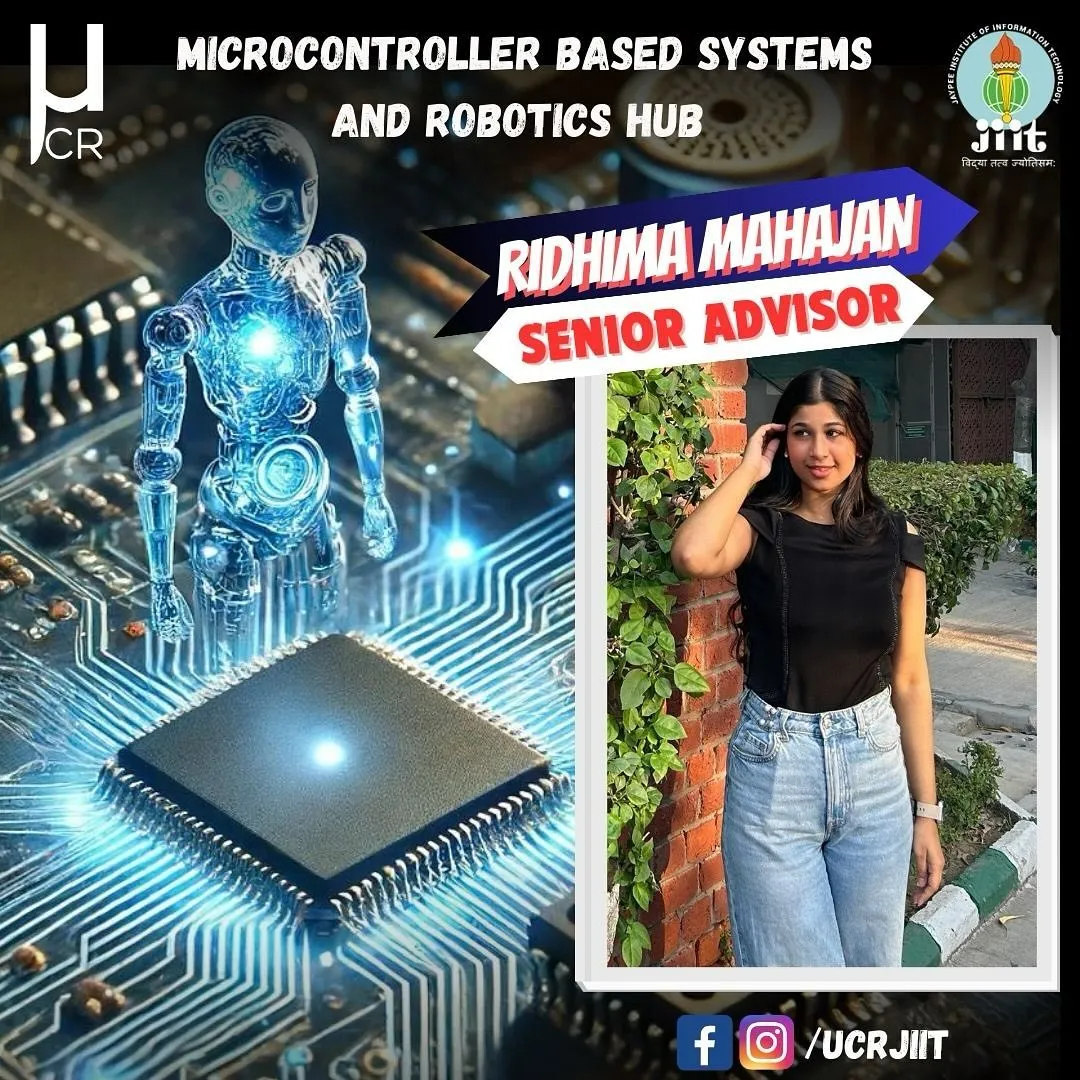 μCR
MICROCONTROLLER BASED SYSTEMS
AND ROBOTICS HUB
JAYPEE INSTITUTE OF INFORMATION TECHNOLOGY
jiit
विद्या तत्व ज्योतिसम:
RIDHIMA MAHAJAN
SENIOR ADVISOR
/UCRJIIT